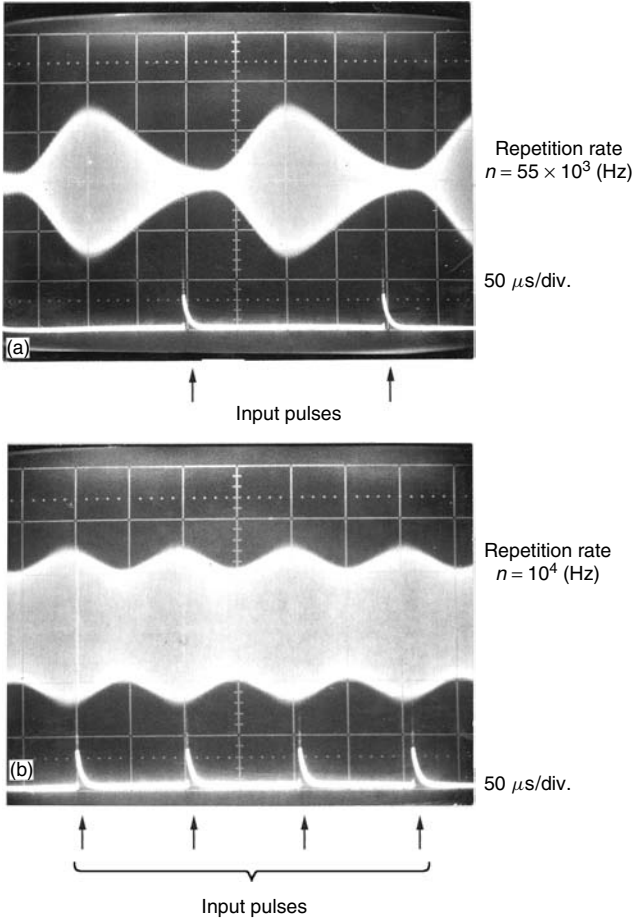 Repetition rate
n = 55 × 10³ (Hz)
50 μs/div.
(a)
Input pulses
Repetition rate
n = 10⁴ (Hz)
(b)
50 μs/div.
Input pulses